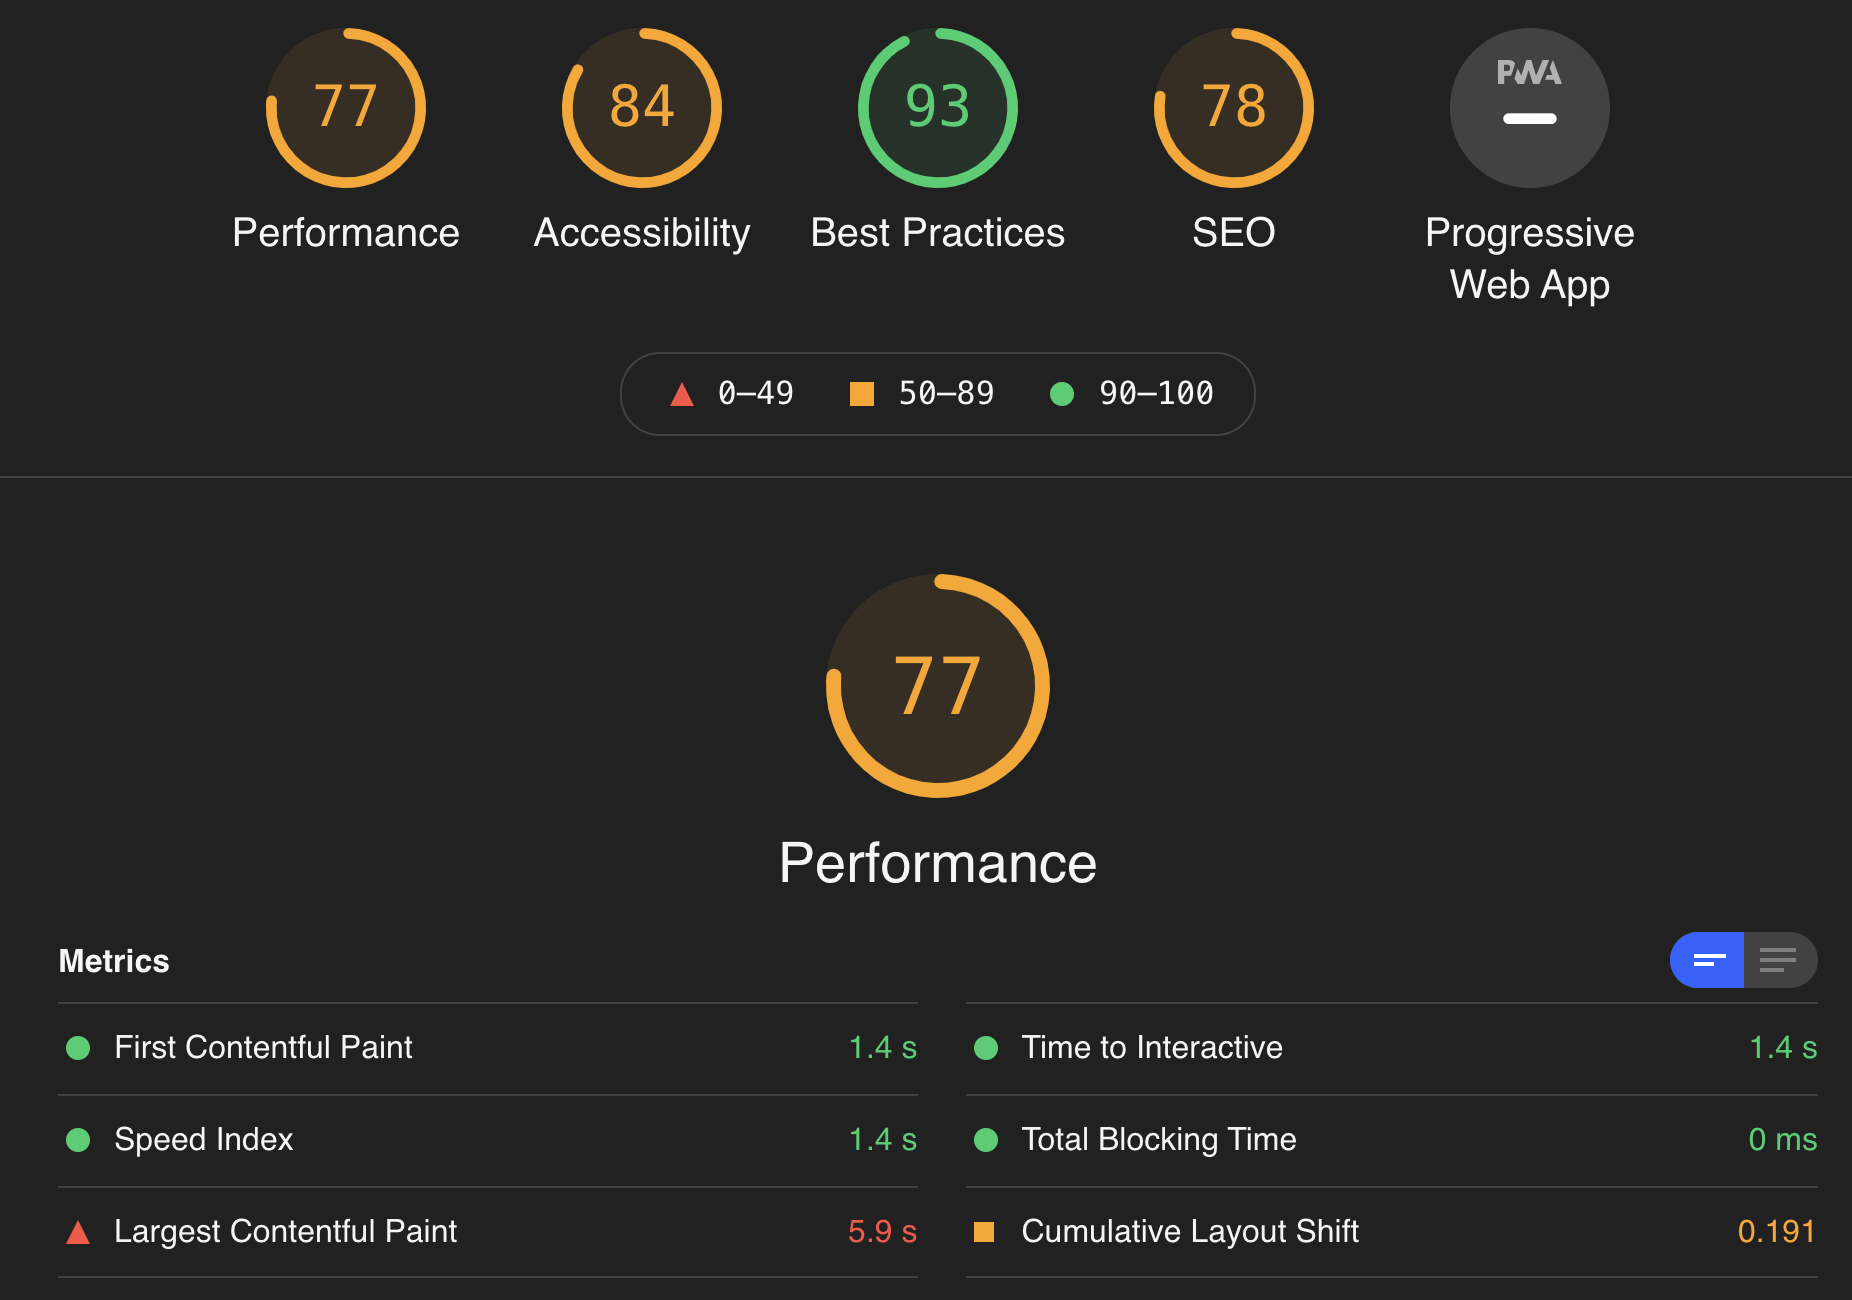 77
84
93
78
PWA
Performance
Accessibility
Best Practices
SEO
Progressive
Web App
0–49
50–89
90–100
77
Performance
Metrics
First Contentful Paint 1.4 s
Time to Interactive 1.4 s
Speed Index 1.4 s
Total Blocking Time 0 ms
Largest Contentful Paint 5.9 s
Cumulative Layout Shift 0.191